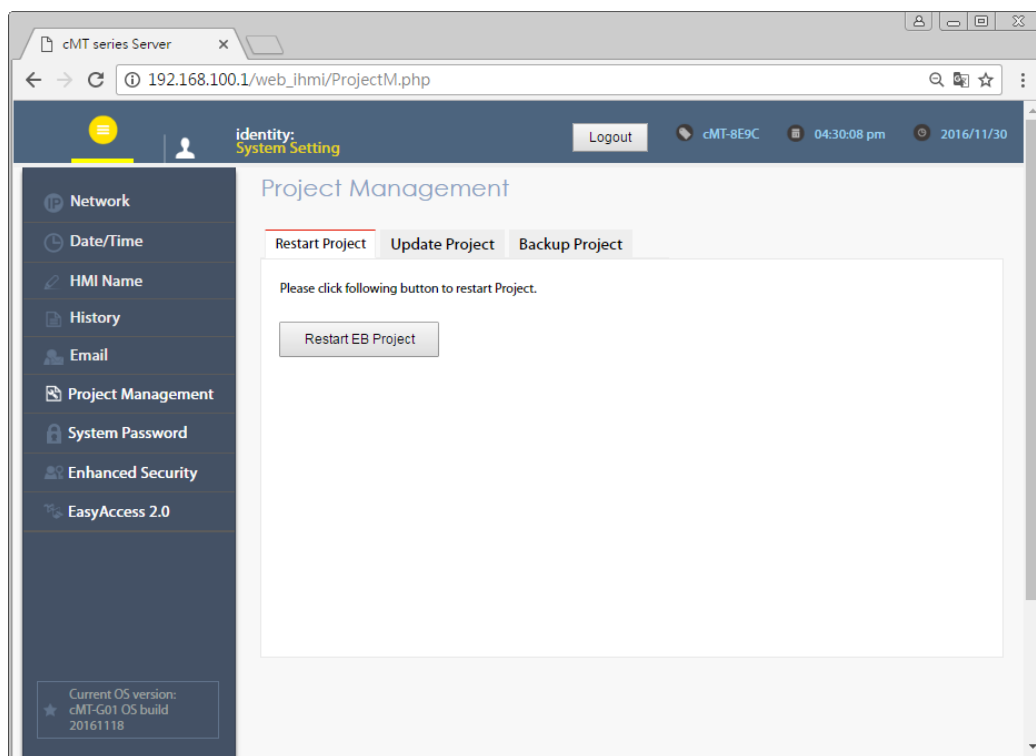 cMT series Server
192.168.100.1/web_ihmi/ProjectM.php
identity:
System Setting
Logout
cMT-8E9C
04:30:08 pm
2016/11/30
IP Network
Date/Time
HMI Name
History
Email
Project Management
System Password
Enhanced Security
EasyAccess 2.0
Current OS version:
cMT-G01 OS build
20161118
Project Management
Restart Project Update Project Backup Project
Please click following button to restart Project.
Restart EB Project